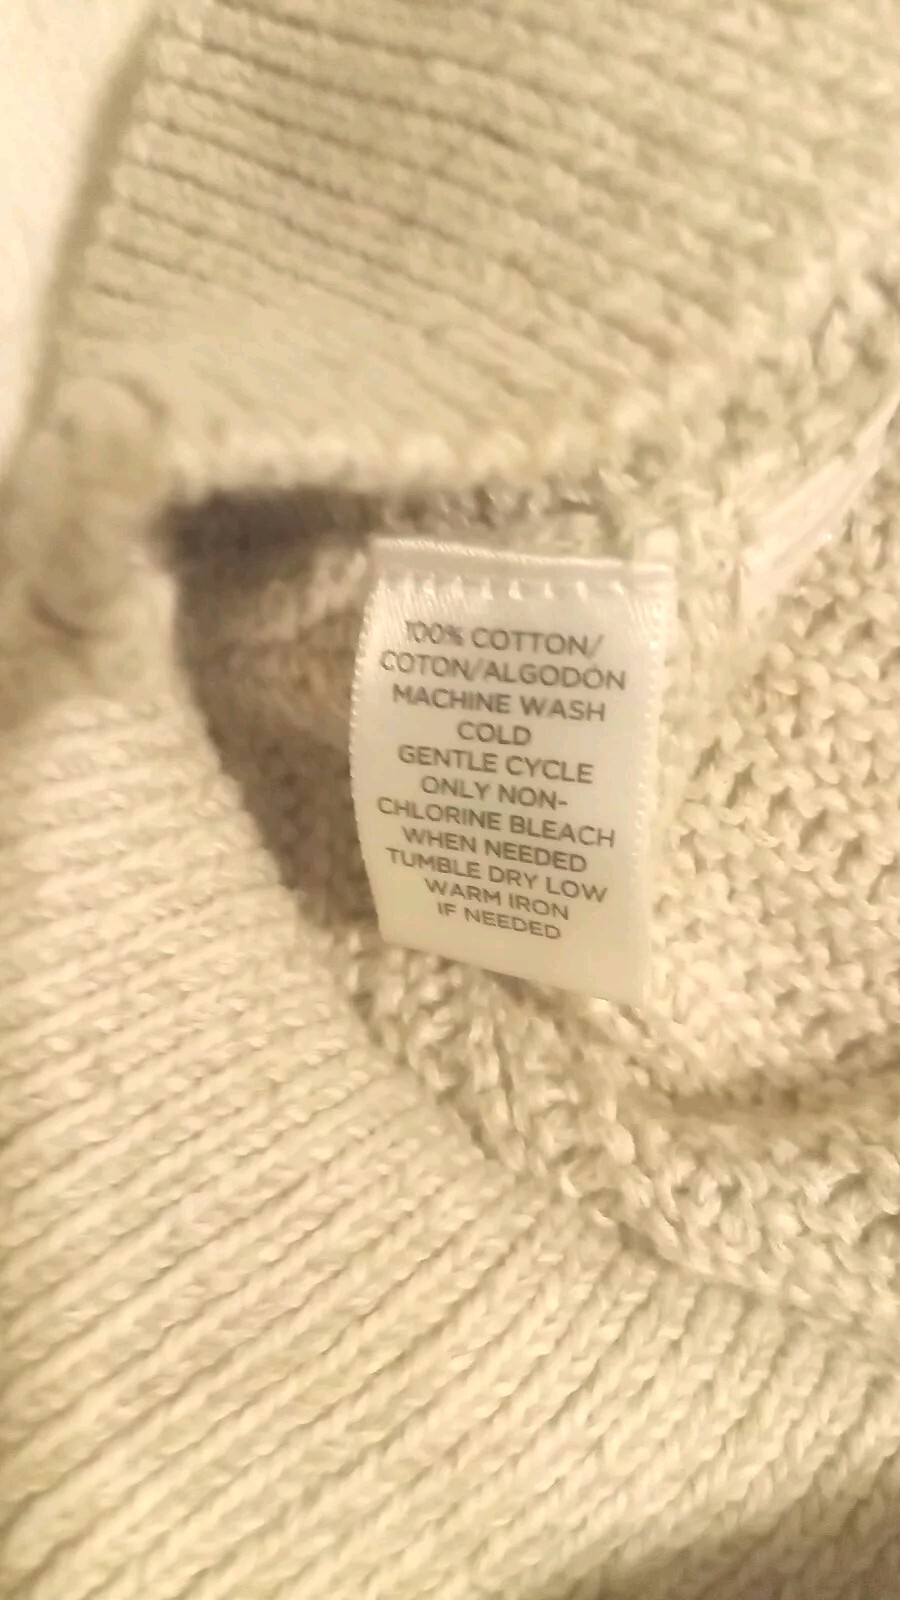 100% COTTON/
COTON/ALGODÓN
MACHINE WASH
COLD
GENTLE CYCLE
ONLY NON-
CHLORINE BLEACH
WHEN NEEDED
TUMBLE DRY LOW
WARM IRON
IF NEEDED